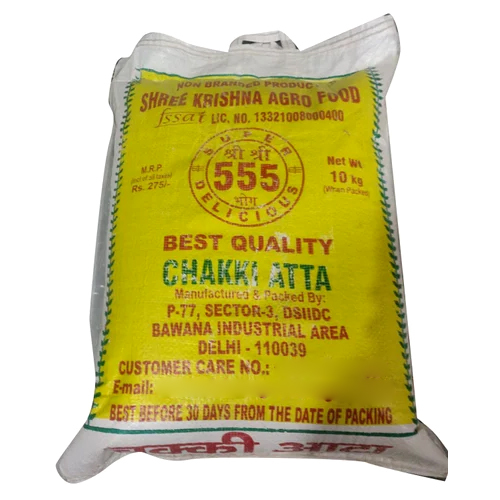 NON BRANDED PRODUCT
SHREE KRISHNA AGRO FOOD
fssai LIC. NO. 13321008000400
SUPER
श्री श्री
555
भोग
DELICIOUS
M.R.P.
Rs. 275/-
Net Wt.
10 kg
(When Packed)
BEST QUALITY
CHAKKI ATTA
Manufactured & Packed By:
P-77, SECTOR-3, DSIIDC
BAWANA INDUSTRIAL AREA
DELHI - 110039
CUSTOMER CARE NO.:
E-mail:
BEST BEFORE 30 DAYS FROM THE DATE OF PACKING
चक्की आटा